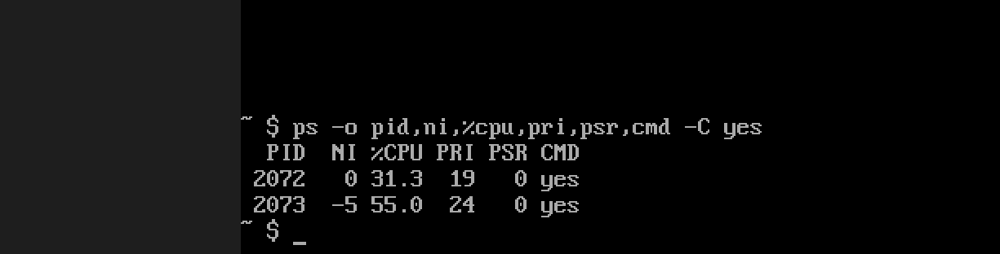 ~ $ ps -o pid,ni,%cpu,pri,psr,cmd -C yes
  PID  NI %CPU PRI PSR CMD
 2072   0 31.3  19   0 yes
 2073  -5 55.0  24   0 yes
~ $ _